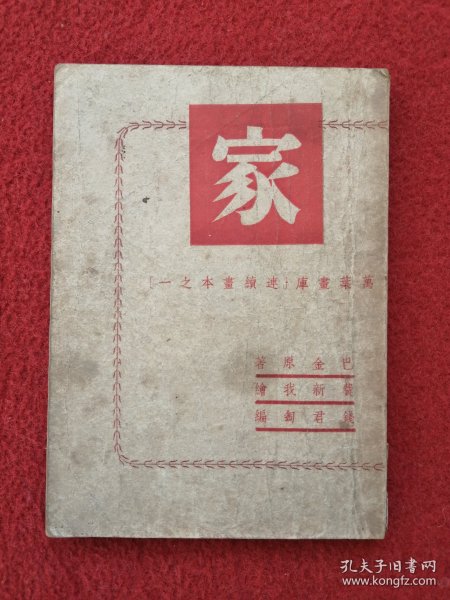 家
萬葉畫庫「連續畫本之一」
巴金原著
費新我繪
錢君匋編
孔夫子旧书网
www.kongfz.com